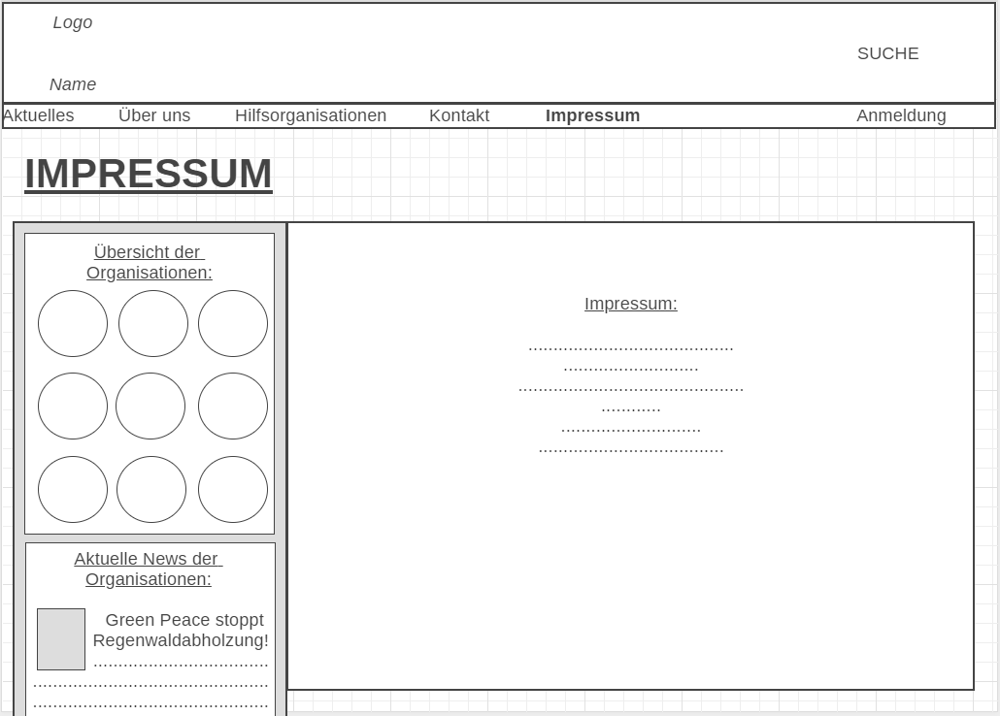 Logo
SUCHE
Name
Aktuelles Über uns Hilfsorganisationen Kontakt Impressum Anmeldung
IMPRESSUM
Übersicht der
Organisationen:
Impressum:
.........................................
...........................
.............................................
............
............................
.....................................
Aktuelle News der
Organisationen:
Green Peace stoppt
Regenwaldabholzung!
...................................
...............................................
...............................................